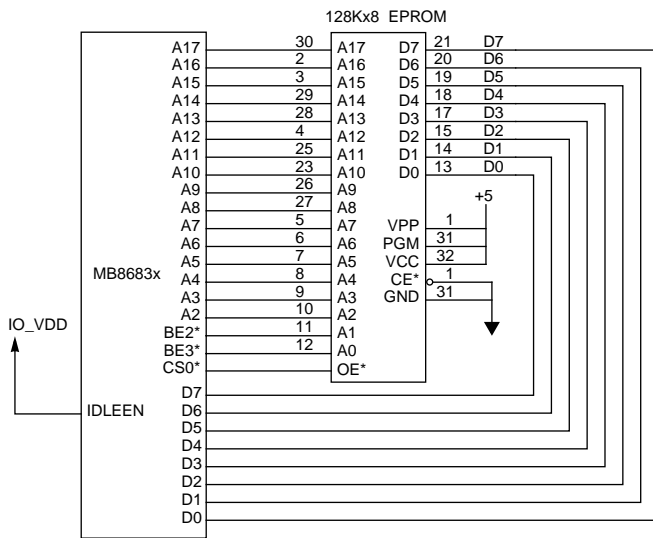 128Kx8 EPROM
A17 30 A17 D7 21 D7
A16 2 A16 D6 20 D6
A15 3 A15 D5 19 D5
A14 29 A14 D4 18 D4
A13 28 A13 D3 17 D3
A12 4 A12 D2 15 D2
A11 25 A11 D1 14 D1
A10 23 A10 D0 13 D0
A9 26 A9
A8 27 A8 +5
A7 5 A7 VPP 1
A6 6 A6 PGM 31
A5 7 A5 VCC 32
MB8683x
A4 8 A4 CE* 1
A3 9 A3 GND 31
A2 10 A2
IO_VDD
BE2* 11 A1
BE3* 12 A0
CS0* OE*
D7
IDLEEN D6
D5
D4
D3
D2
D1
D0